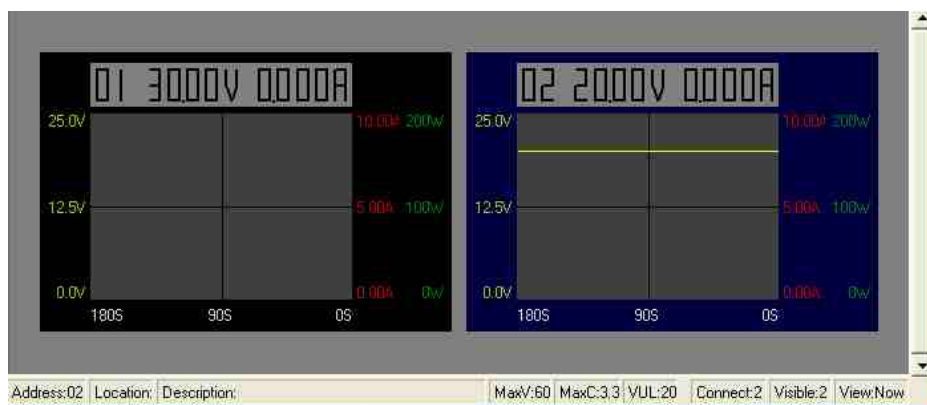 01 30.00V 0.000A
25.0V 10.00A 200W
12.5V 5.00A 100W
0.0V 0.00A 0W
180S 90S 0S
02 20.00V 0.000A
25.0V 10.00A 200W
12.5V 5.00A 100W
0.0V 0.00A 0W
180S 90S 0S
Address:02 Location: Description: MaxV:60 MaxC:3.3 VUL:20 Connect:2 Visible:2 View:Now